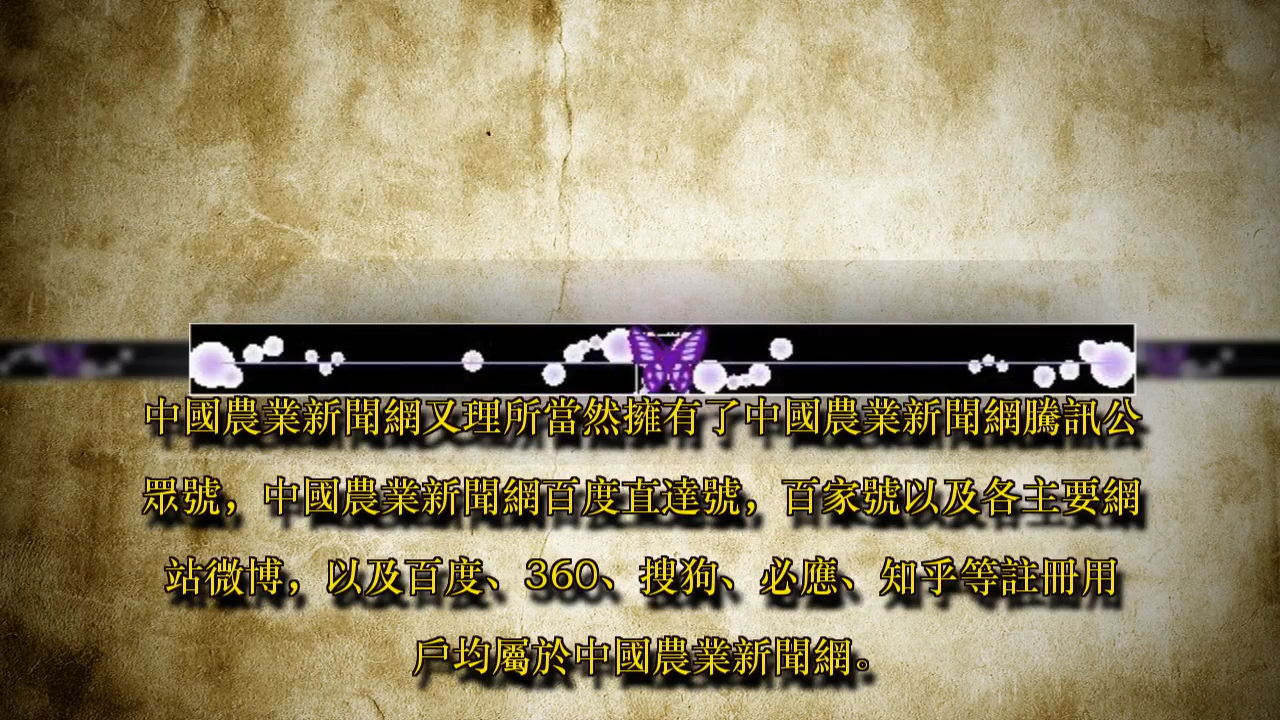 中國農業新聞網又理所當然擁有了中國農業新聞網騰訊公
眾號，中國農業新聞網百度直達號，百家號以及各主要網
站微博，以及百度、360、搜狗、必應、知乎等註冊用
戶均屬於中國農業新聞網。